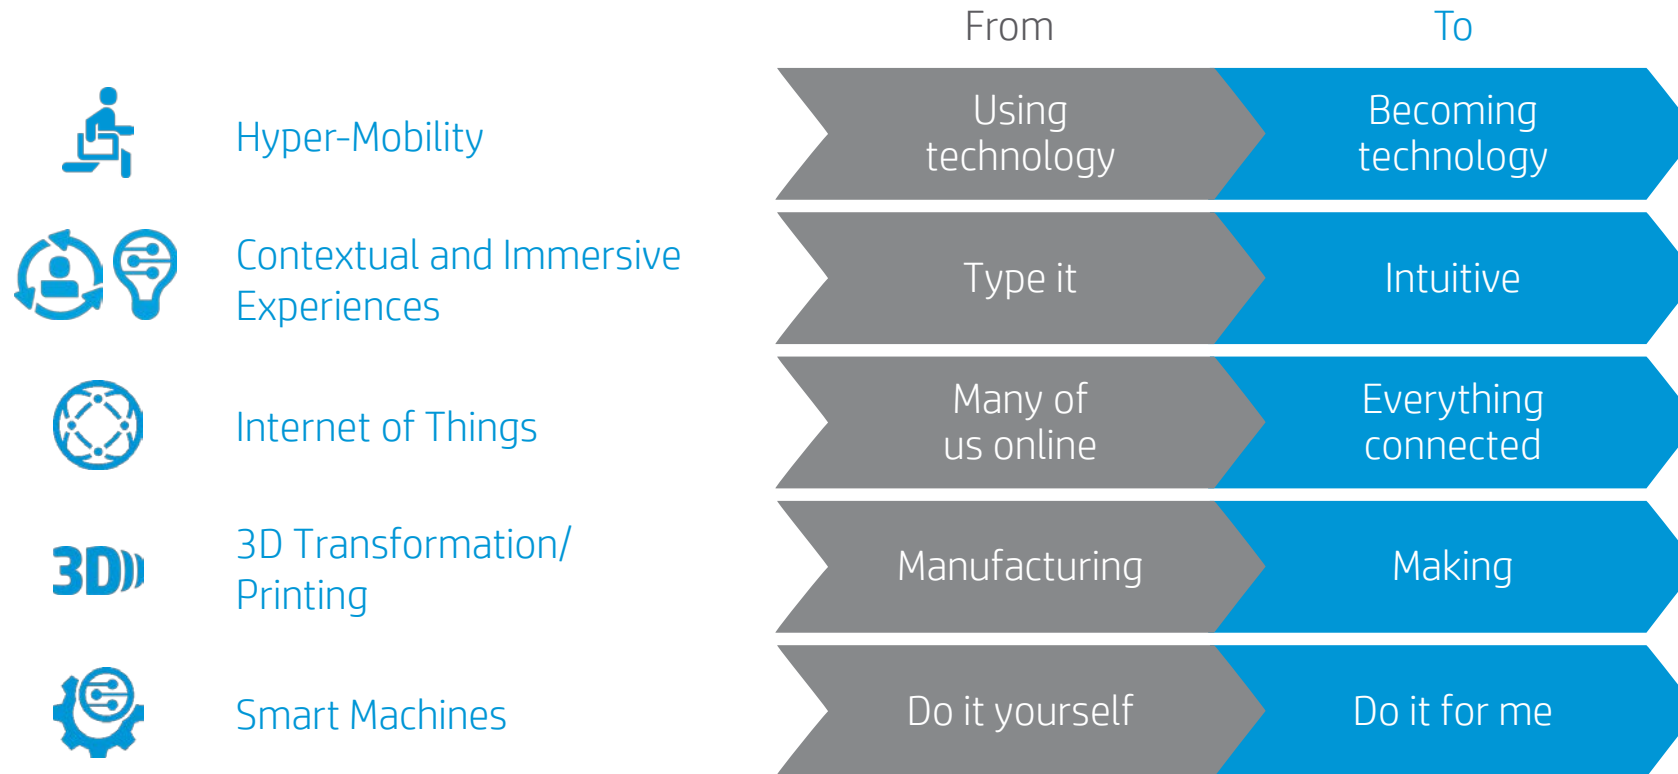 From
To
Hyper-Mobility
Using
technology
Becoming
technology
Contextual and Immersive
Experiences
Type it
Intuitive
Internet of Things
Many of
us online
Everything
connected
3D
3D Transformation/
Printing
Manufacturing
Making
Smart Machines
Do it yourself
Do it for me